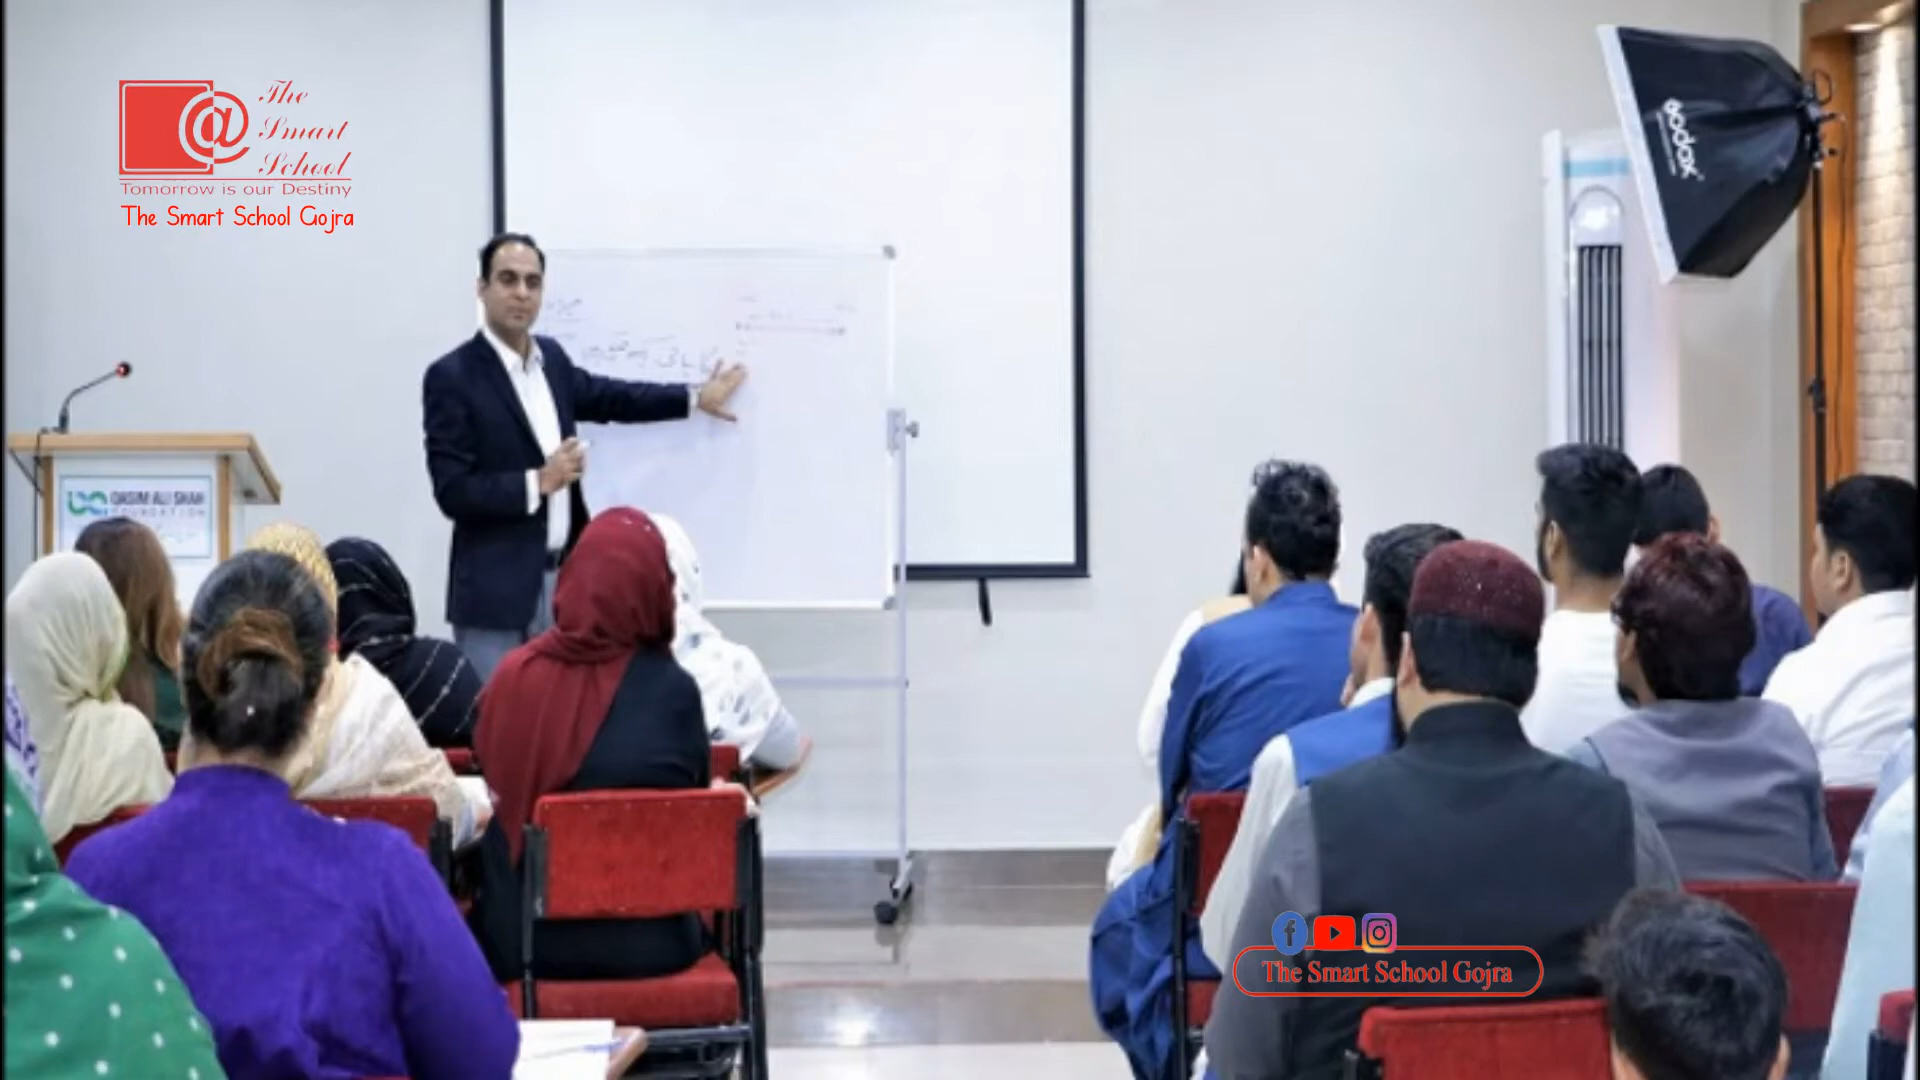 The
Smart
School
Tomorrow is our Destiny
The Smart School Gojra
GODOX
QASIM ALI SHAH
FOUNDATION
The Smart School Gojra